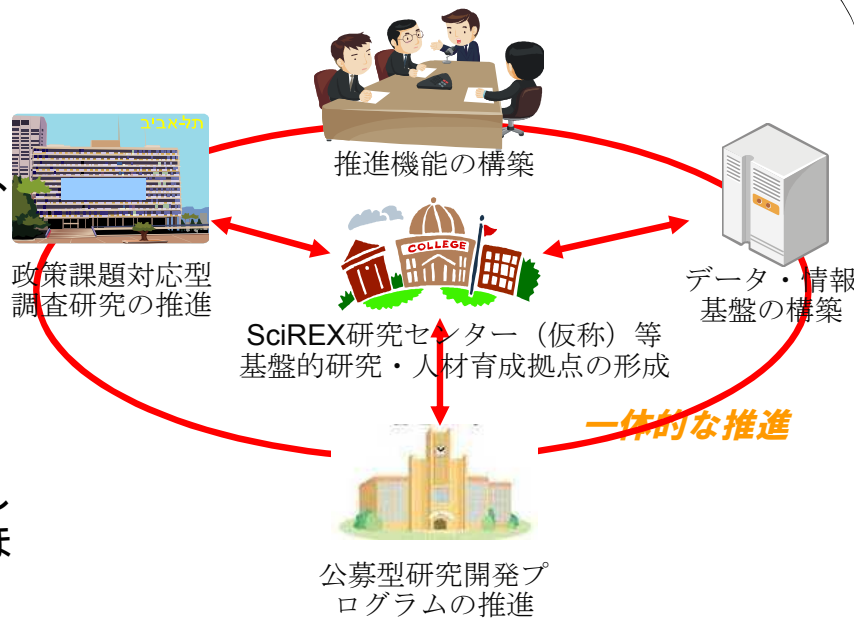 推進機能の構築
תל-אביב
、
政策課題対応型
調査研究の推進
COLLEGE
SciREX研究センター（仮称）等
基盤的研究・人材育成拠点の形成
データ・情報
基盤の構築
一体的な推進
し
ほ
公募型研究開発プ
ログラムの推進